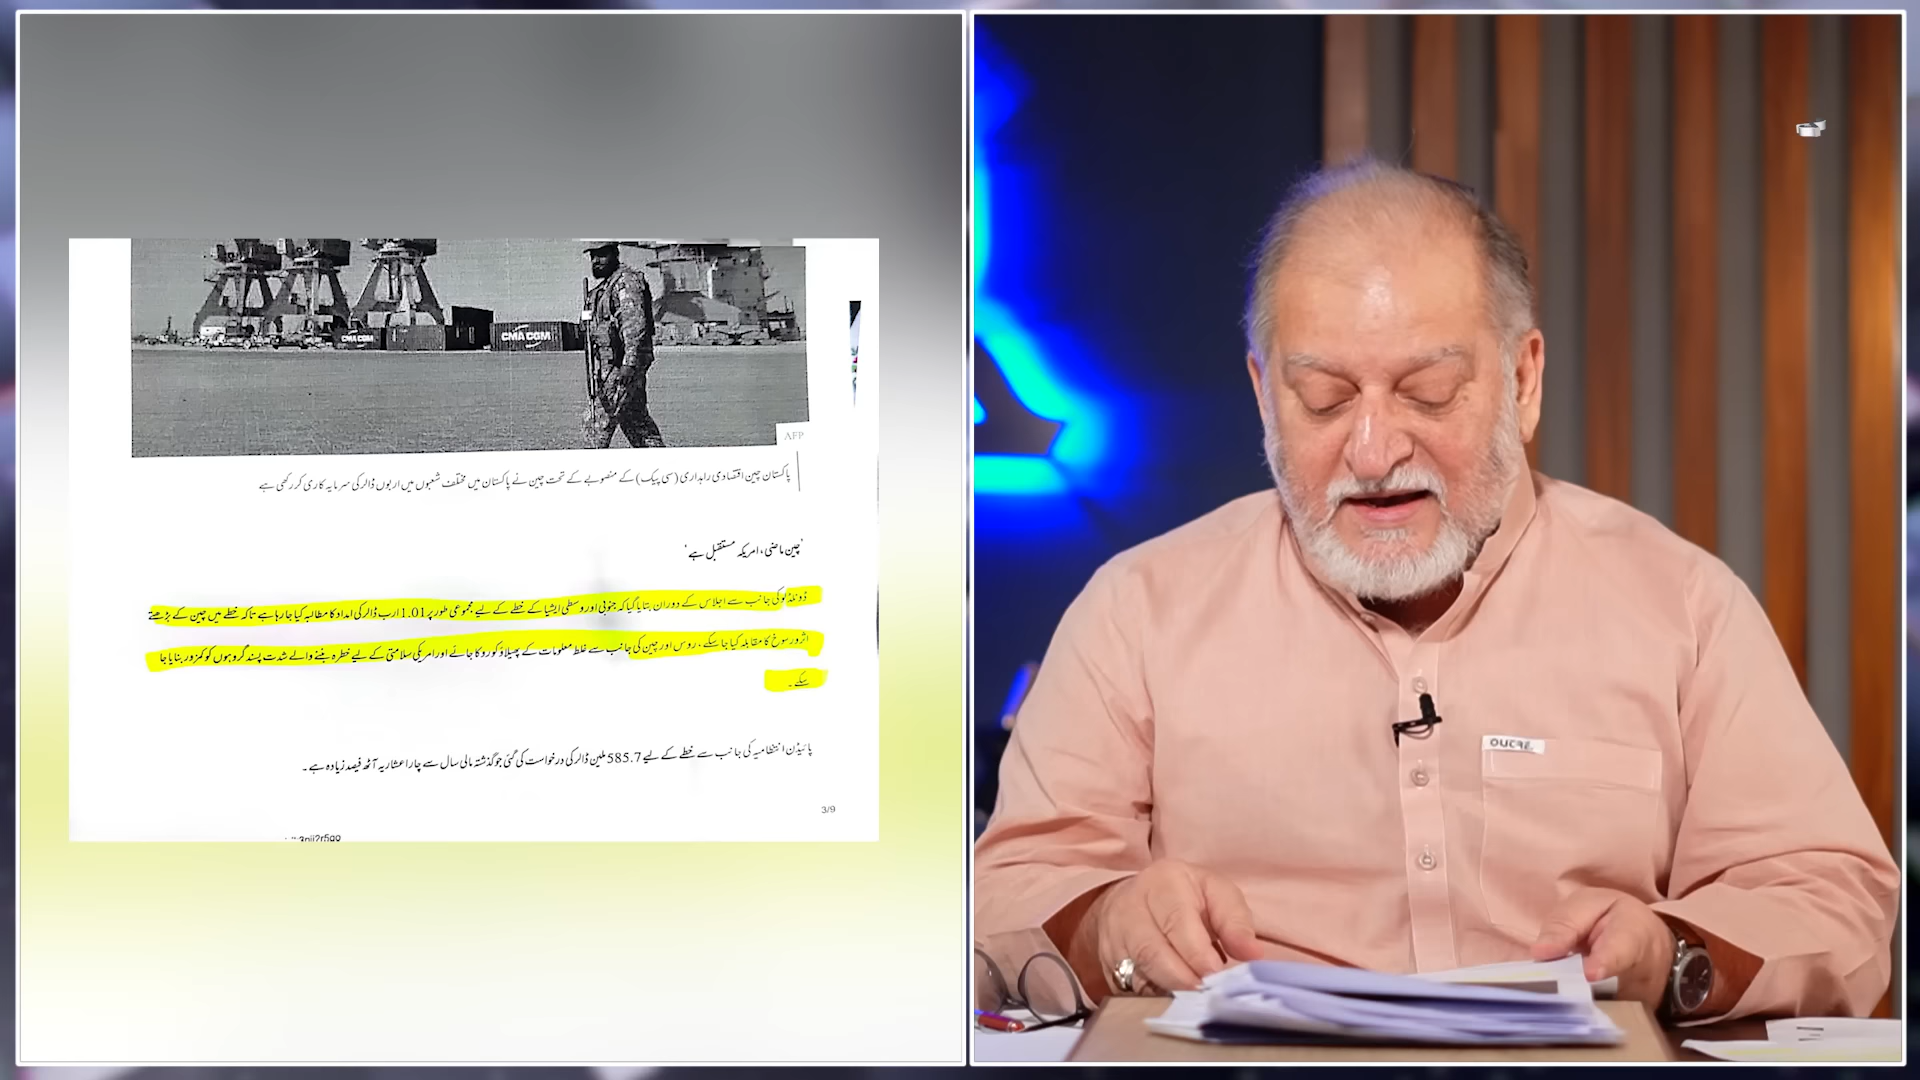 CMA CGM
CMA CGM
AFP
پاکستان چین اقتصادی راہداری (سی پیک) کے منصوبے کے تحت چین نے پاکستان میں مختلف شعبوں میں اربوں ڈالر کی سرمایہ کاری کر رکھی ہے
'چین ماضی، امریکہ مستقبل ہے'
ڈونلڈ لو کی جانب سے اجلاس کے دوران بتایا گیا کہ جنوبی اور وسطی ایشیا کے خطے کے لیے مجموعی طور پر 1.01 ارب ڈالر کی امداد کا مطالبہ کیا جا رہا ہے تاکہ خطے میں چین کے بڑھتے
اثر و رسوخ کا مقابلہ کیا جا سکے، روس اور چین کی جانب سے غلط معلومات کے پھیلاؤ کو روکا جائے اور امریکی سلامتی کے لیے خطرہ بننے والے شدت پسند گروہوں کو کمزور بنایا جا
سکے۔
بائیڈن انتظامیہ کی جانب سے خطے کے لیے 585.7 ملین ڈالر کی درخواست کی گئی جو گذشتہ مالی سال سے چار اعشاریہ آٹھ فیصد زیادہ ہے۔
3/9